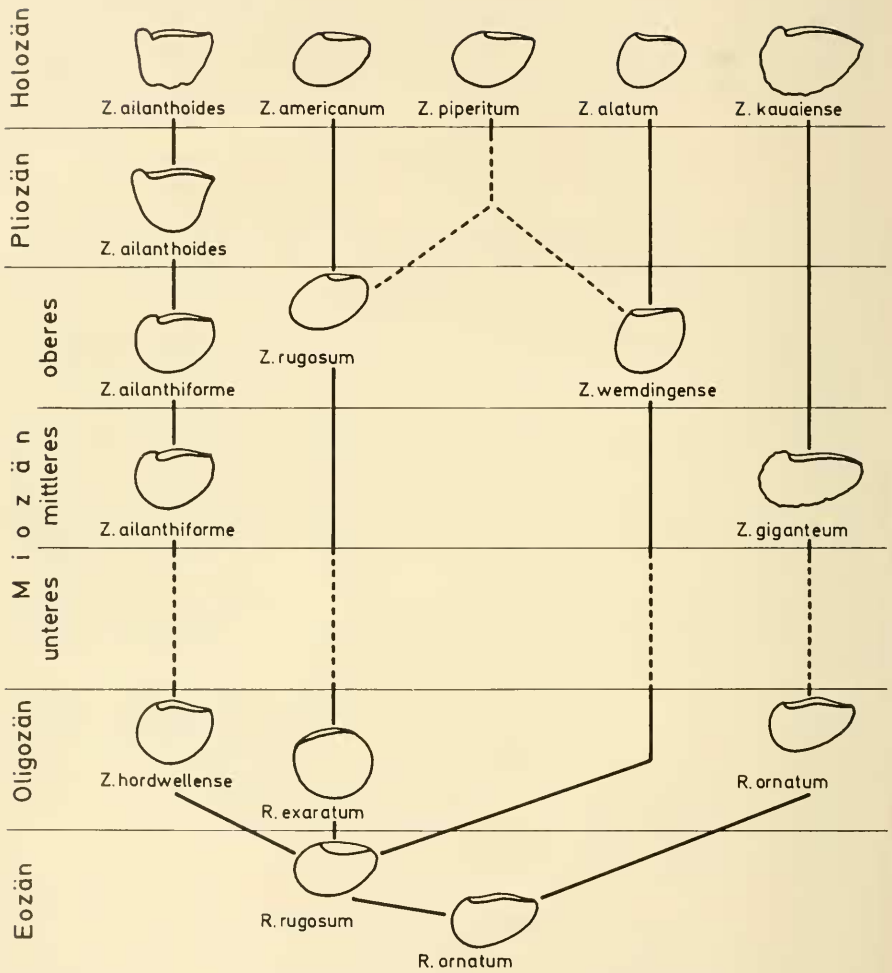 Holozän
Z. ailanthoides
Z. americanum
Z. piperitum
Z. alatum
Z. kauaiense
Pliozän
Z. ailanthoides
Miozän
oberes
Z. rugosum
Z. ailanthiforme
Z. wemdingense
mittleres
Z. ailanthiforme
Z. giganteum
unteres
Oligozän
Z. hordwellense
R. exaratum
R. ornatum
Eozän
R. rugosum
R. ornatum